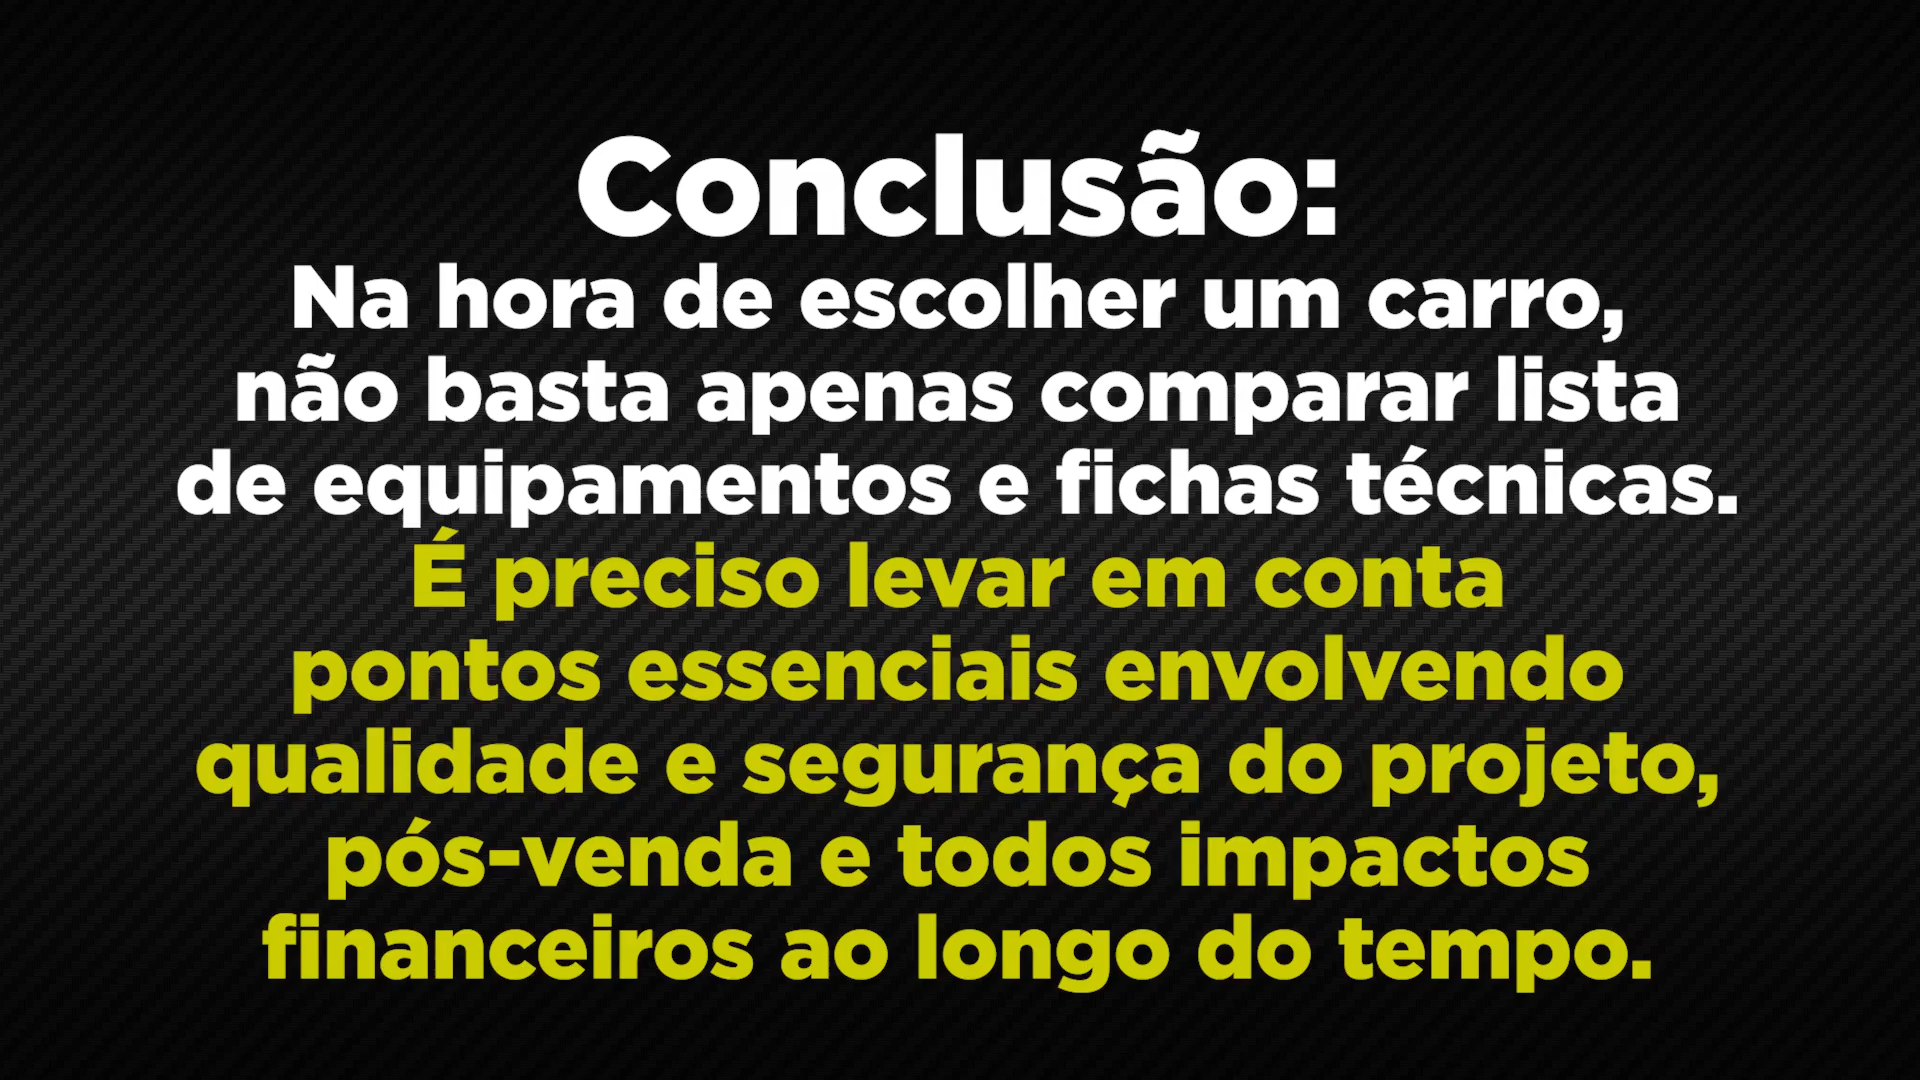 Conclusão:
Na hora de escolher um carro,
não basta apenas comparar lista
de equipamentos e fichas técnicas.
É preciso levar em conta
pontos essenciais envolvendo
qualidade e segurança do projeto,
pós-venda e todos impactos
financeiros ao longo do tempo.